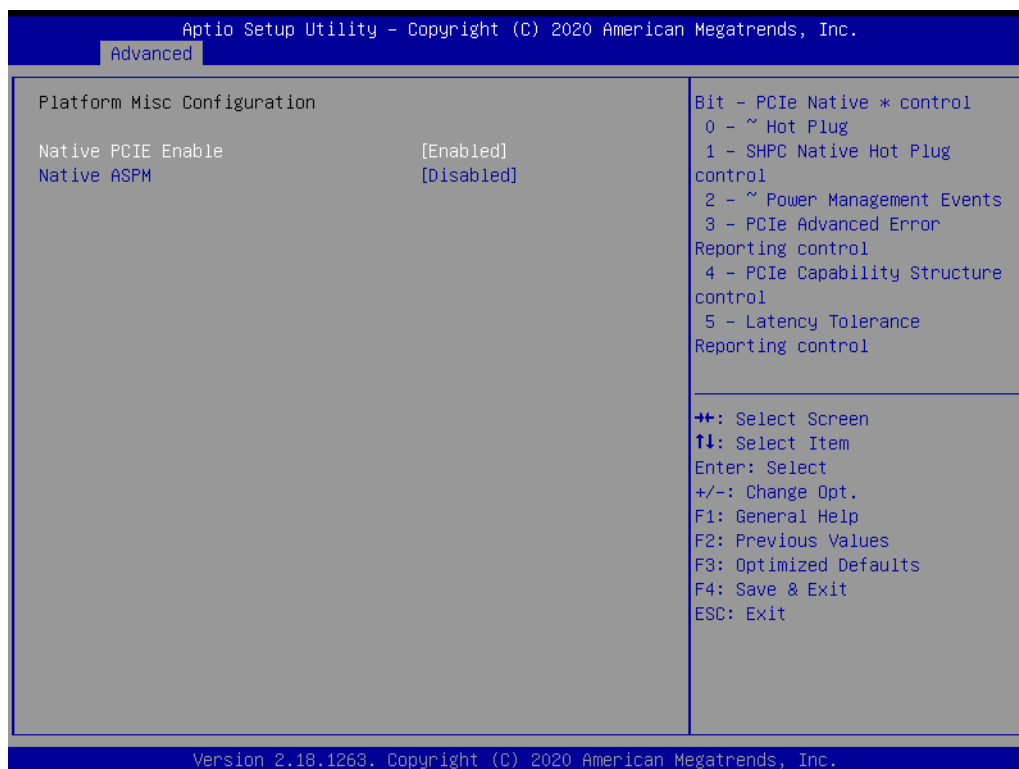 Aptio Setup Utility – Copyright (C) 2020 American Megatrends, Inc.
Advanced
Platform Misc Configuration
Native PCIE Enable [Enabled]
Native ASPM [Disabled]
Bit – PCIe Native * control
0 – ~ Hot Plug
1 – SHPC Native Hot Plug
control
2 – ~ Power Management Events
3 – PCIe Advanced Error
Reporting control
4 – PCIe Capability Structure
control
5 – Latency Tolerance
Reporting control
→←: Select Screen
↑↓: Select Item
Enter: Select
+/-: Change Opt.
F1: General Help
F2: Previous Values
F3: Optimized Defaults
F4: Save & Exit
ESC: Exit
Version 2.18.1263. Copyright (C) 2020 American Megatrends, Inc.